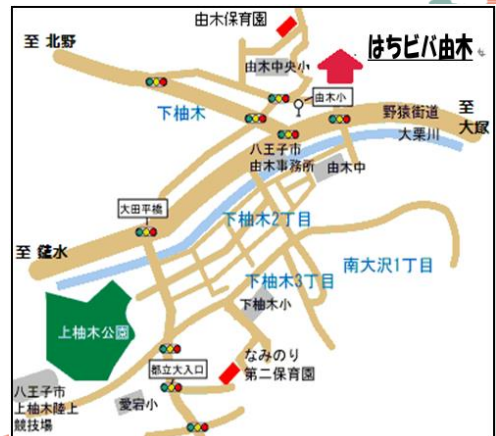 由木保育園
至 北野
はちビバ由木
由木中央小
由木小
下柚木
野猿街道
至
大塚
大栗川
八王子市
由木事務所
由木中
大田平橋
下柚木2丁目
至 鑓水
下柚木3丁目
南大沢1丁目
下柚木小
上柚木公園
なみのり
第二保育園
都立大入口
八王子市
上柚木陸上
競技場
愛宕小